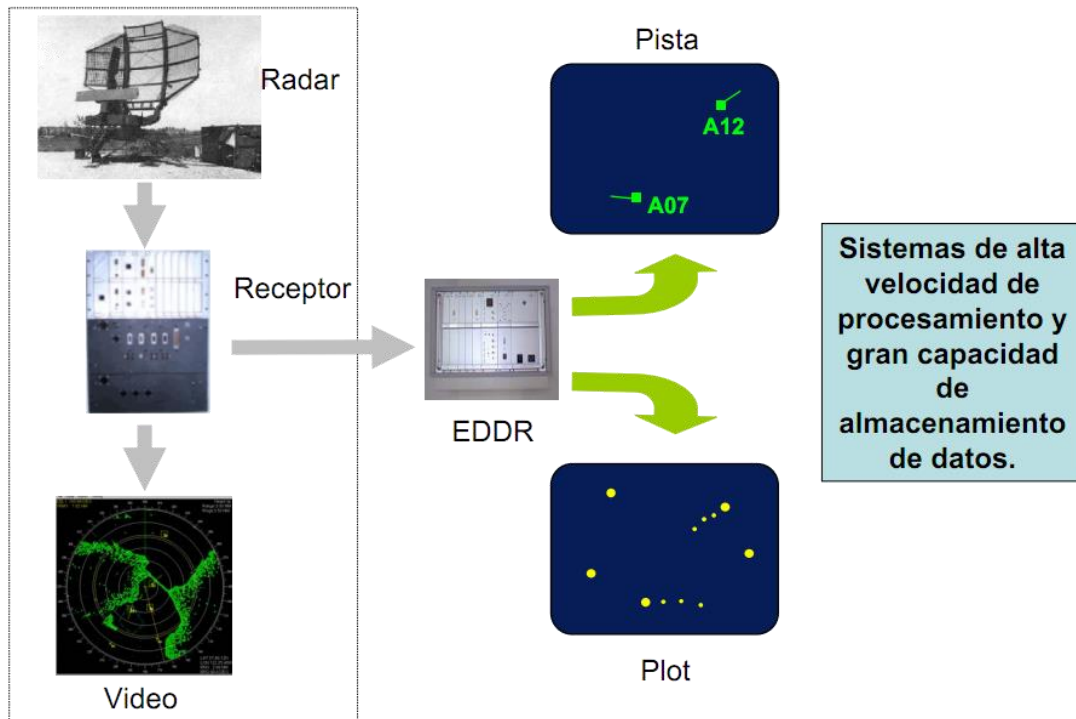 Radar
Receptor
Video
EDDR
Pista
A12
A07
Plot
Sistemas de alta
velocidad de
procesamiento y
gran capacidad
de
almacenamiento
de datos.